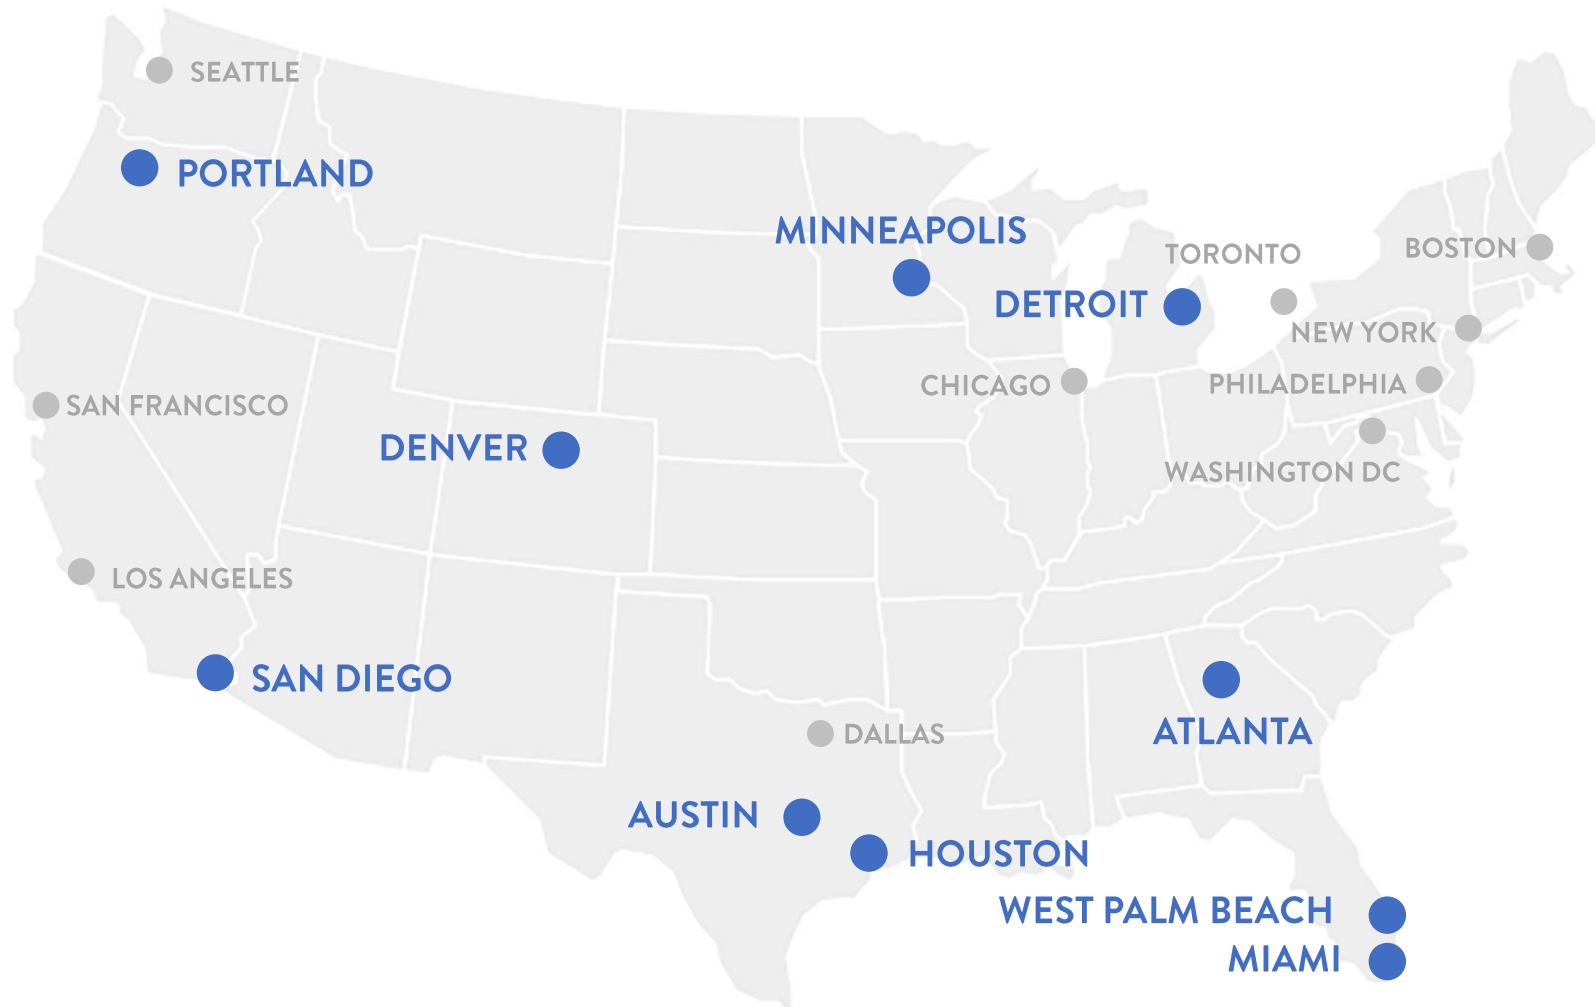 SEATTLE
PORTLAND
MINNEAPOLIS
TORONTO
BOSTON
DETROIT
NEW YORK
CHICAGO
PHILADELPHIA
SAN FRANCISCO
DENVER
WASHINGTON DC
LOS ANGELES
SAN DIEGO
ATLANTA
DALLAS
AUSTIN
HOUSTON
WEST PALM BEACH
MIAMI